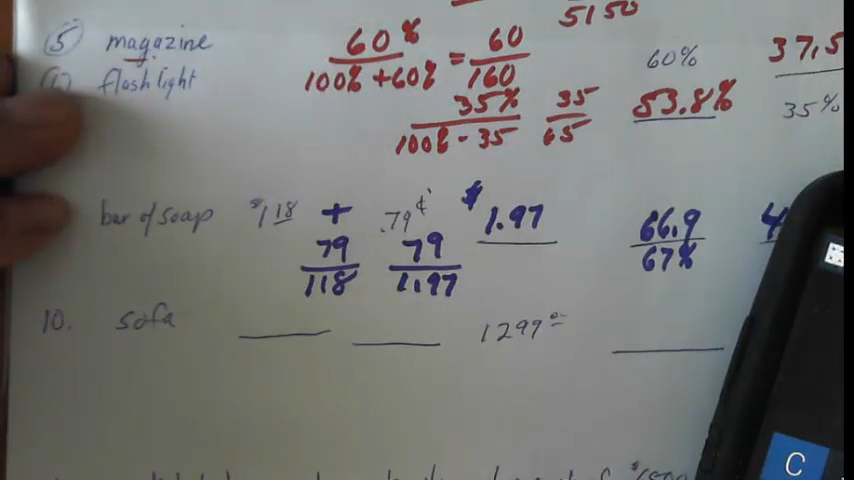 5150
5 magazine 60% / 100% + 60% = 60 / 160 60% 37.5
flashlight 35% / 100% - 35 35 / 65 53.8% 35%
bar of soap $1 18 + .79¢ $1.97 66.9 4
79 / 118 79 / 1.97 67%
10. sofa 1299
C